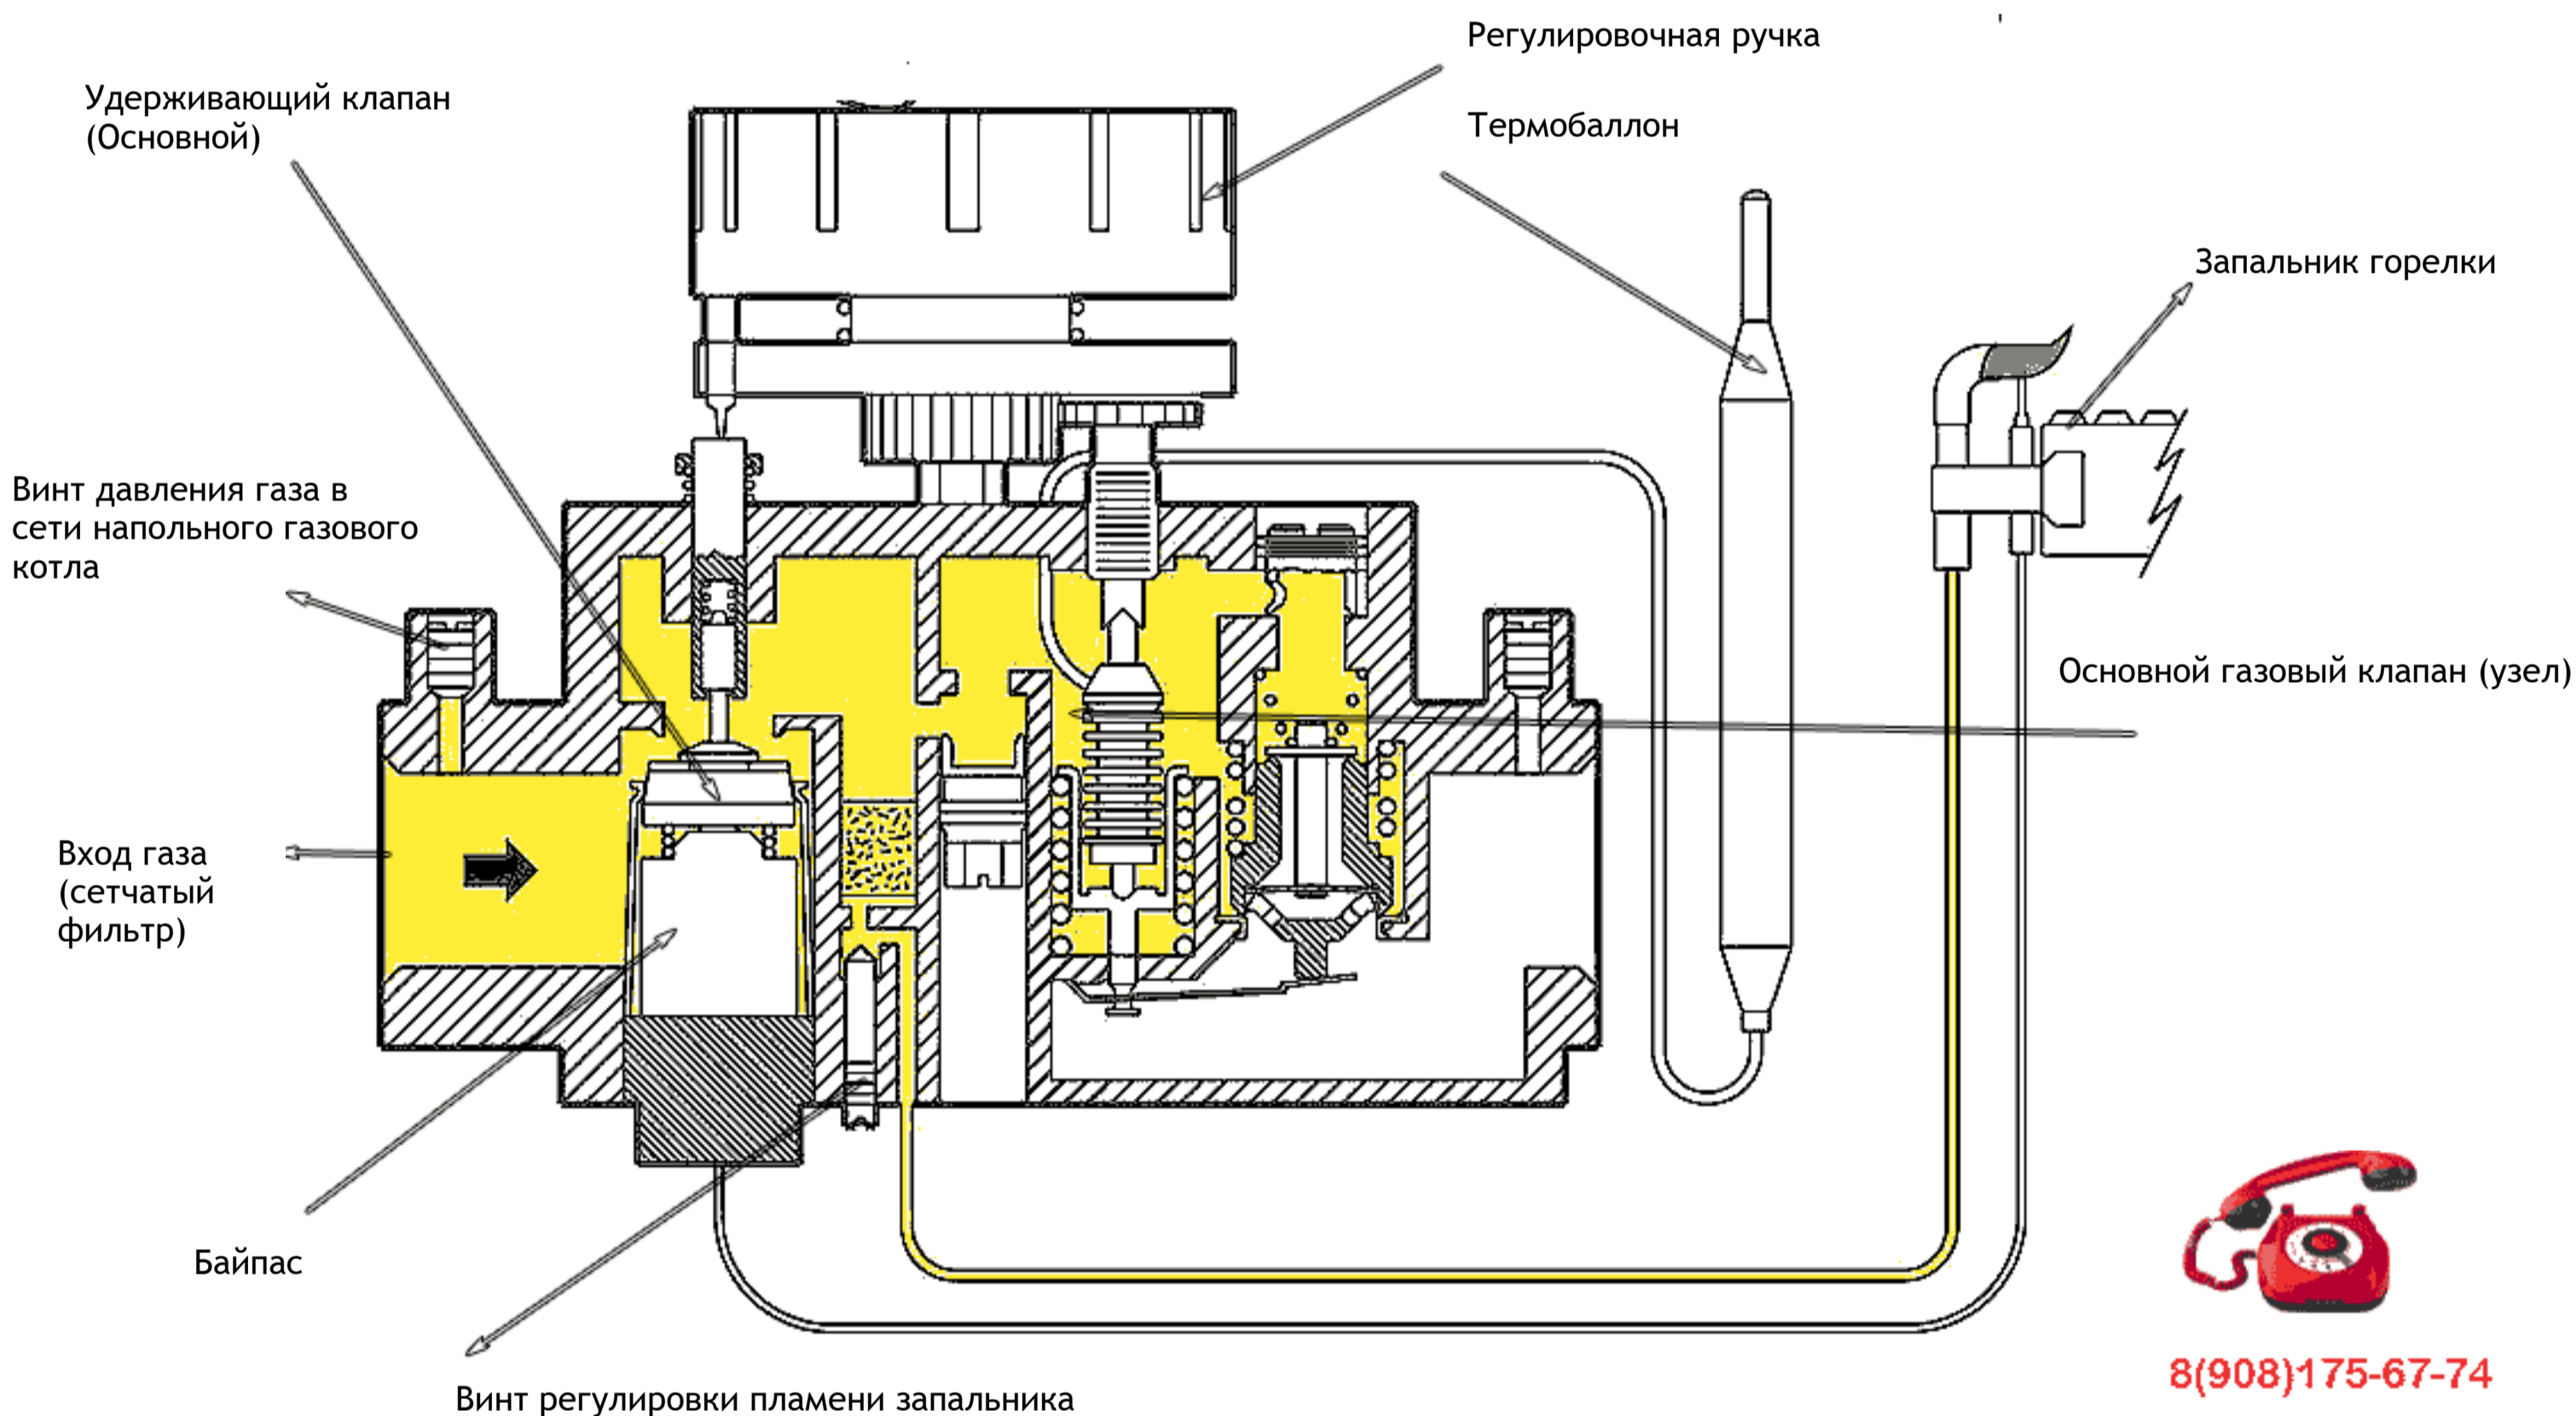 Регулировочная ручка
Удерживающий клапан
(Основной)
Термобаллон
Запальник горелки
Винт давления газа в
сети напольного газового
котла
Основной газовый клапан (узел)
Вход газа
(сетчатый
фильтр)
Байпас
Винт регулировки пламени запальника
8(908)175-67-74